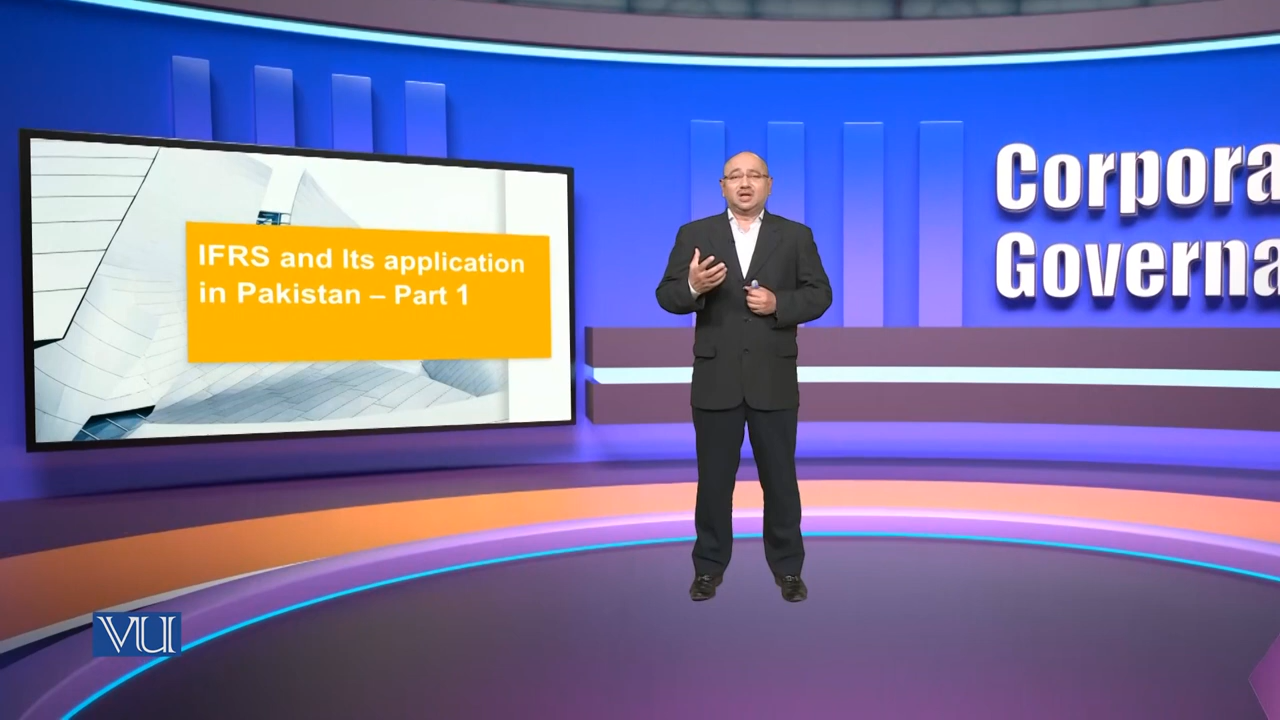 IFRS and Its application
in Pakistan – Part 1
Corpora
Governa
VU